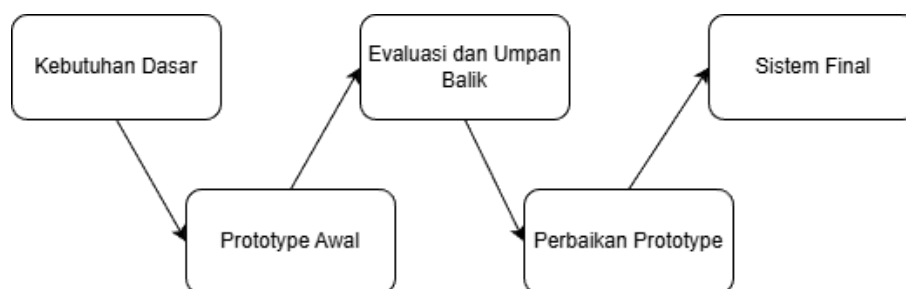 Kebutuhan Dasar
Prototype Awal
Evaluasi dan Umpan
Balik
Perbaikan Prototype
Sistem Final